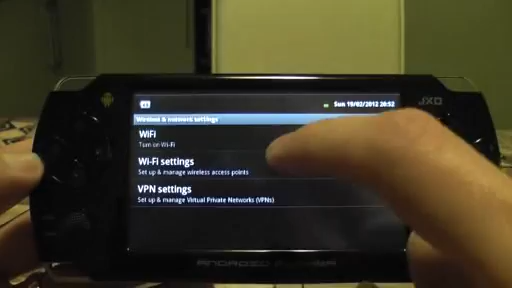 Sun 19/02/2012 20:52
JXD
Wireless & network settings
WiFi
Turn on Wi-Fi
Wi-Fi settings
Set up & manage wireless access points
VPN settings
Set up & manage Virtual Private Networks (VPNs)
ANDROID